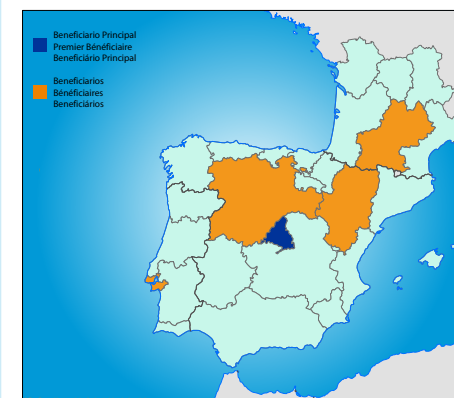 Beneficiario Principal
Premier Bénéficiaire
Beneficiário Principal
Beneficiarios
Bénéficiaires
Beneficiários